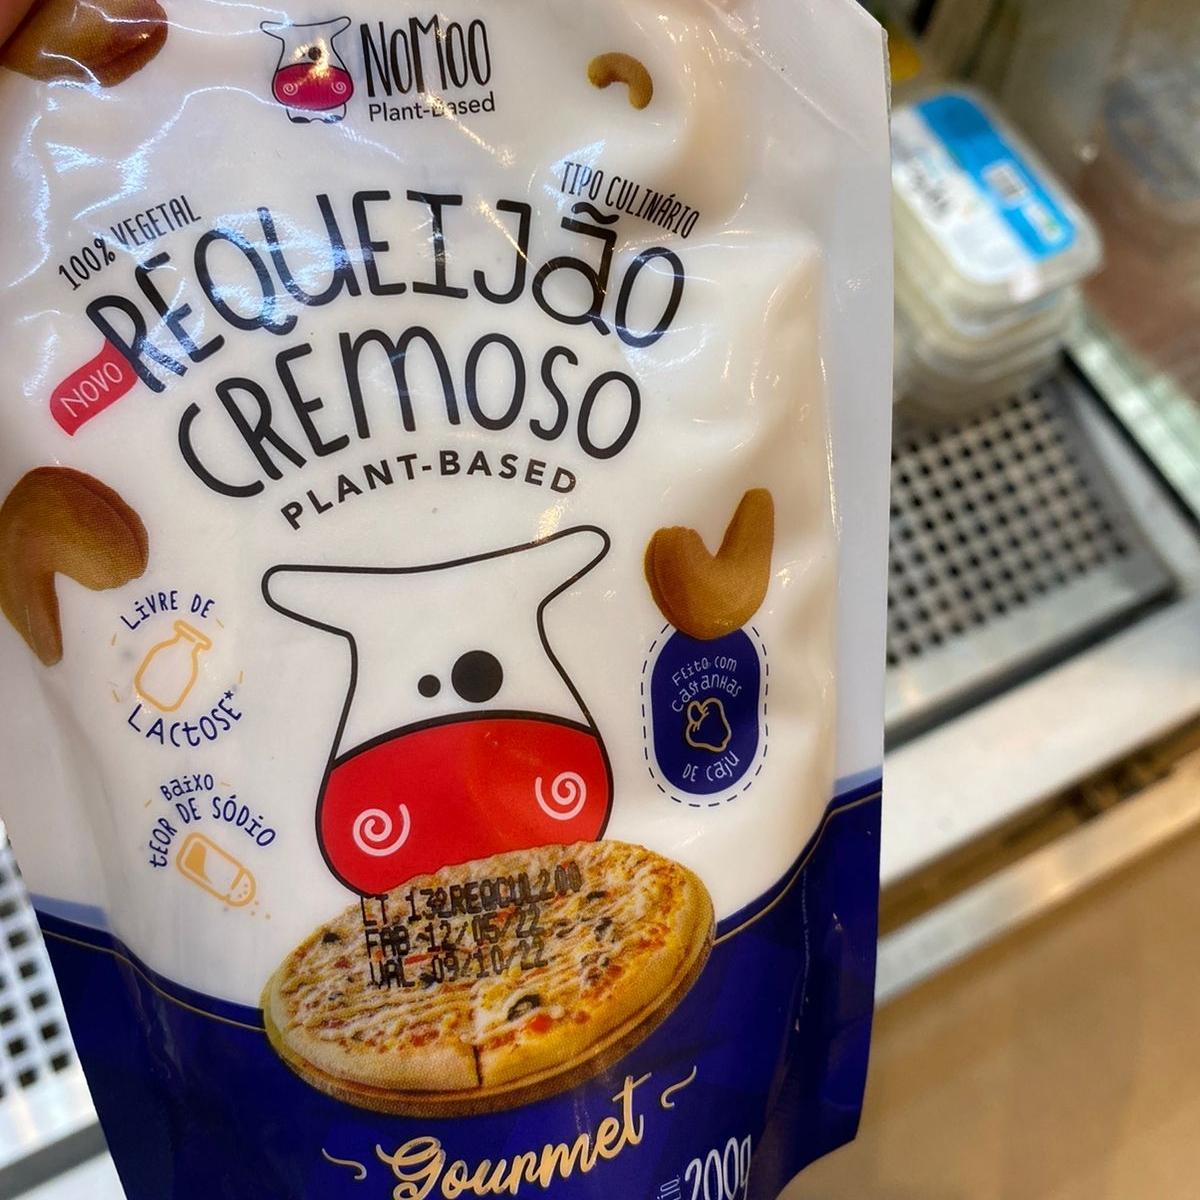 NoMoo
Plant-Based
100% VEGETAL
TIPO CULINÁRIO
REQUEIJãO
CREMOSO
NOVO
PLANT-BASED
LiVRE DE
LACtOSE*
Feito com
Castanhas
DE Caju
Baixo
tEOR DE SÓDiO
LT 132REQCUL200
FAB 12/05/22
VAL 09/10/22
Gourmet
200g